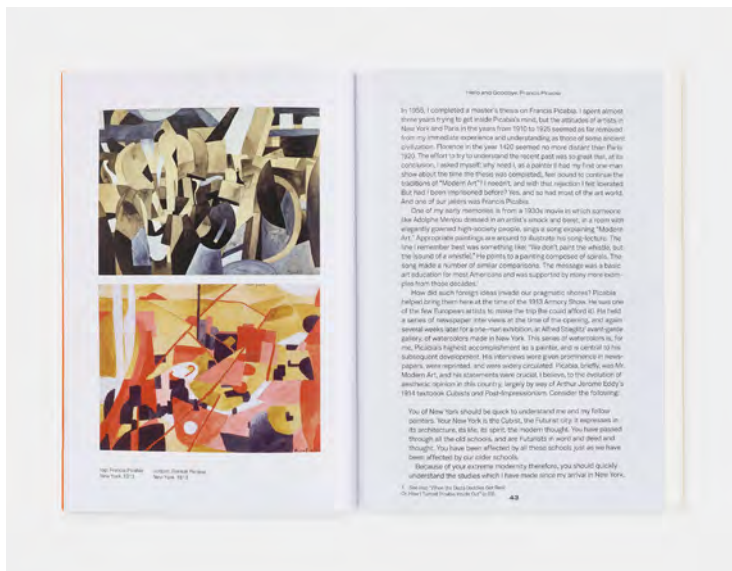 top: Francis Picabia
New York, 1913
bottom: Francis Picabia
New York, 1913
Hello and Goodbye, Francis Picabia
In 1955, I completed a master's thesis on Francis Picabia. I spent almost
three years trying to get inside Picabia's mind, but the attitudes of artists in
New York and Paris in the years from 1910 to 1925 seemed as far removed
from my immediate experience and understanding as those of some ancient
civilization. Florence in the year 1420 seemed no more distant than Paris
1920. The effort to try to understand the recent past was so great that, at its
conclusion, I asked myself: why need I, as a painter (I had my first one-man
show about the time the thesis was completed), feel bound to continue the
traditions of "Modern Art"? I needn't, and with that rejection I felt liberated.
But had I been imprisoned before? Yes, and so had most of the art world.
And one of our jailers was Francis Picabia.
One of my early memories is from a 1930s movie in which someone
like Adolphe Menjou dressed in an artist's smock and beret, in a room with
elegantly gowned high-society people, sings a song explaining "Modern
Art." Appropriate paintings are around to illustrate his song-lecture. The
line I remember best was something like: "We don't paint the whistle, but
the sound of a whistle." He points to a painting composed of spirals. The
song made a number of similar comparisons. The message was a basic
art education for most Americans and was supported by many more exam-
ples from those decades.¹
How did such foreign ideas invade our pragmatic shores? Picabia
helped bring them here at the time of the 1913 Armory Show. He was one
of the few European artists to make the trip (he could afford it). He held
a series of newspaper interviews at the time of the opening, and again
several weeks later for a one-man exhibition, at Alfred Stieglitz' avant-garde
gallery, of watercolors made in New York. This series of watercolors is, for
me, Picabia's highest accomplishment as a painter, and is central to his
subsequent development. His interviews were given prominence in news-
papers, were reprinted, and were widely circulated. Picabia, briefly, was Mr.
Modern Art, and his statements were crucial, I believe, to the evolution of
aesthetic opinion in this country, largely by way of Arthur Jerome Eddy's
1914 textbook Cubists and Post-Impressionism. Consider the following:
You of New York should be quick to understand me and my fellow
painters. Your New York is the Cubist, the Futurist city. It expresses in
its architecture, its life, its spirit, the modern thought. You have passed
through all the old schools, and are Futurists in word and deed and
thought. You have been affected by all those schools just as we have
been affected by our older schools.
Because of your extreme modernity therefore, you should quickly
understand the studies which I have made since my arrival in New York.
48